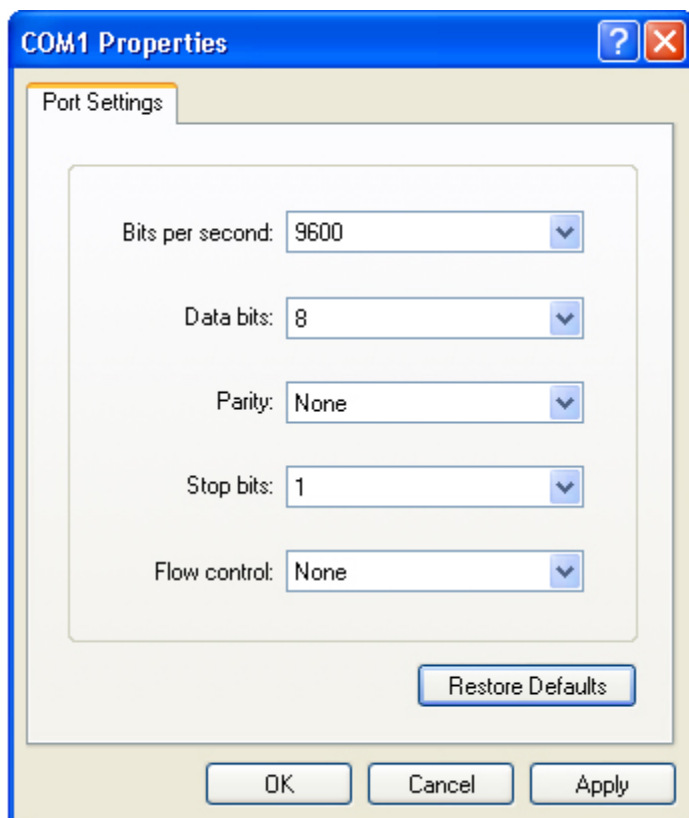 COM1 Properties ?
Port Settings
Bits per second: 9600
Data bits: 8
Parity: None
Stop bits: 1
Flow control: None
Restore Defaults
OK Cancel Apply